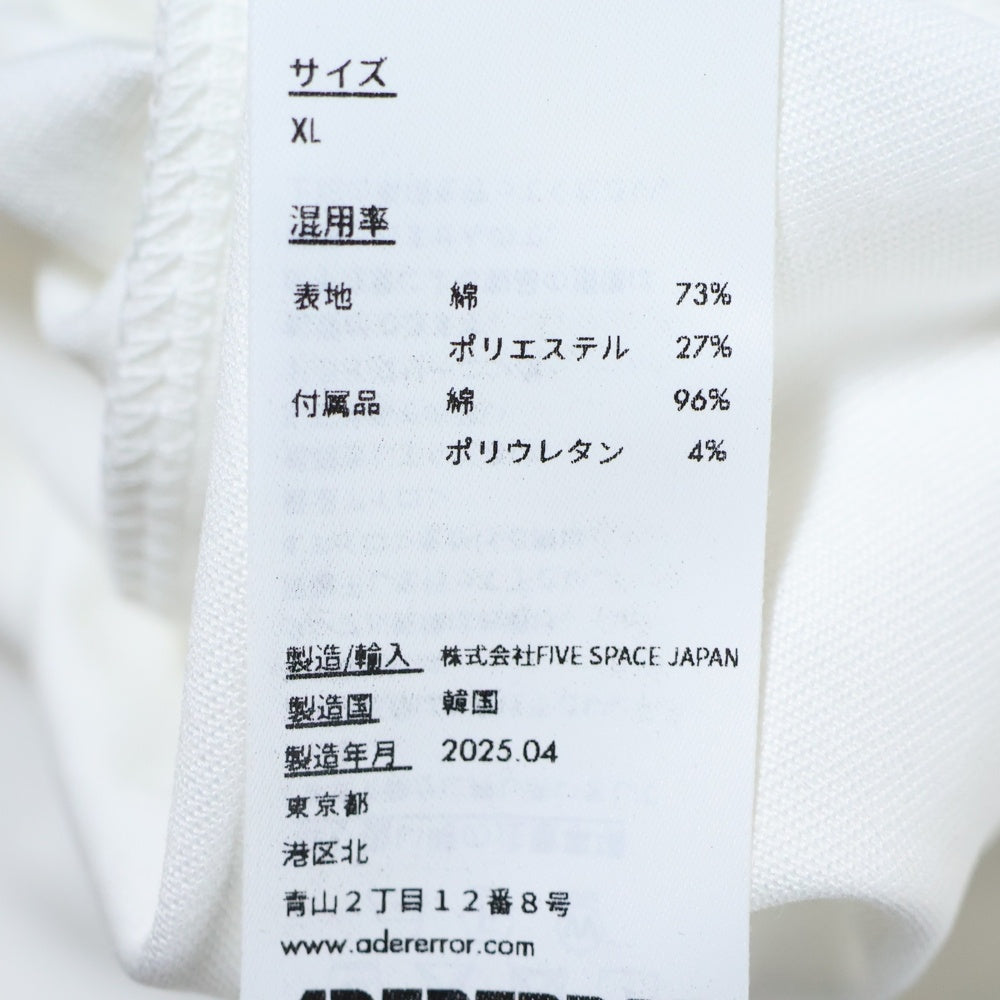 サイズ
XL
混用率
表地 綿 73%
ポリエステル 27%
付属品 綿 96%
ポリウレタン 4%
製造/輸入 株式会社FIVE SPACE JAPAN
製造国 韓国
製造年月 2025.04
東京都
港区北
青山2丁目12番8号
www.adererror.com